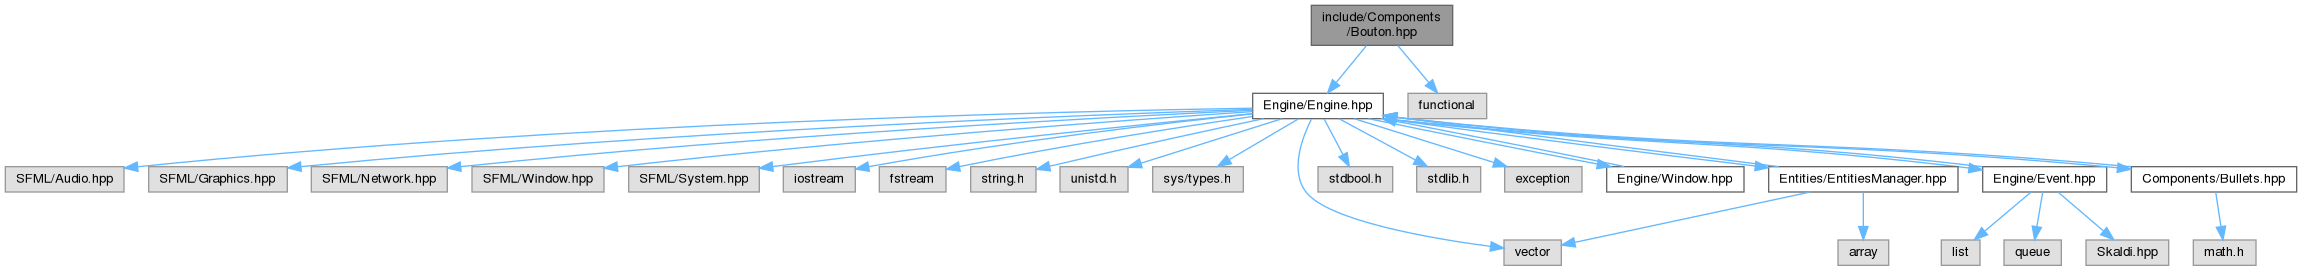 include/Components
/Bouton.hpp
Engine/Engine.hpp
functional
SFML/Audio.hpp
SFML/Graphics.hpp
SFML/Network.hpp
SFML/Window.hpp
SFML/System.hpp
iostream
fstream
string.h
unistd.h
sys/types.h
stdbool.h
stdlib.h
exception
Engine/Window.hpp
Entities/EntitiesManager.hpp
Engine/Event.hpp
Components/Bullets.hpp
vector
array
list
queue
Skaldi.hpp
math.h